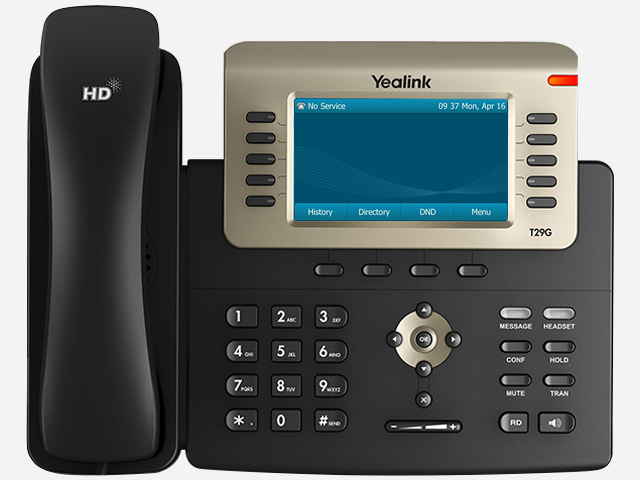 HD
Yealink
No Service 09 37 Mon, Apr 16
History Directory DND Menu
T29G
1 2 ABC 3 DEF
4 GHI 5 JKL 6 MNO
7 PQRS 8 TUV 9 WXYZ
* . 0 # SEND
OK
X
- +
MESSAGE HEADSET
CONF HOLD
MUTE TRAN
RD